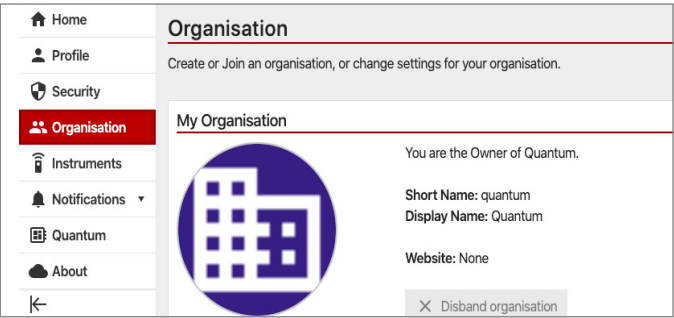 Home
Profile
Security
Organisation
Instruments
Notifications
Quantum
About
Organisation
Create or Join an organisation, or change settings for your organisation.
My Organisation
You are the Owner of Quantum.
Short Name: quantum
Display Name: Quantum
Website: None
Disband organisation